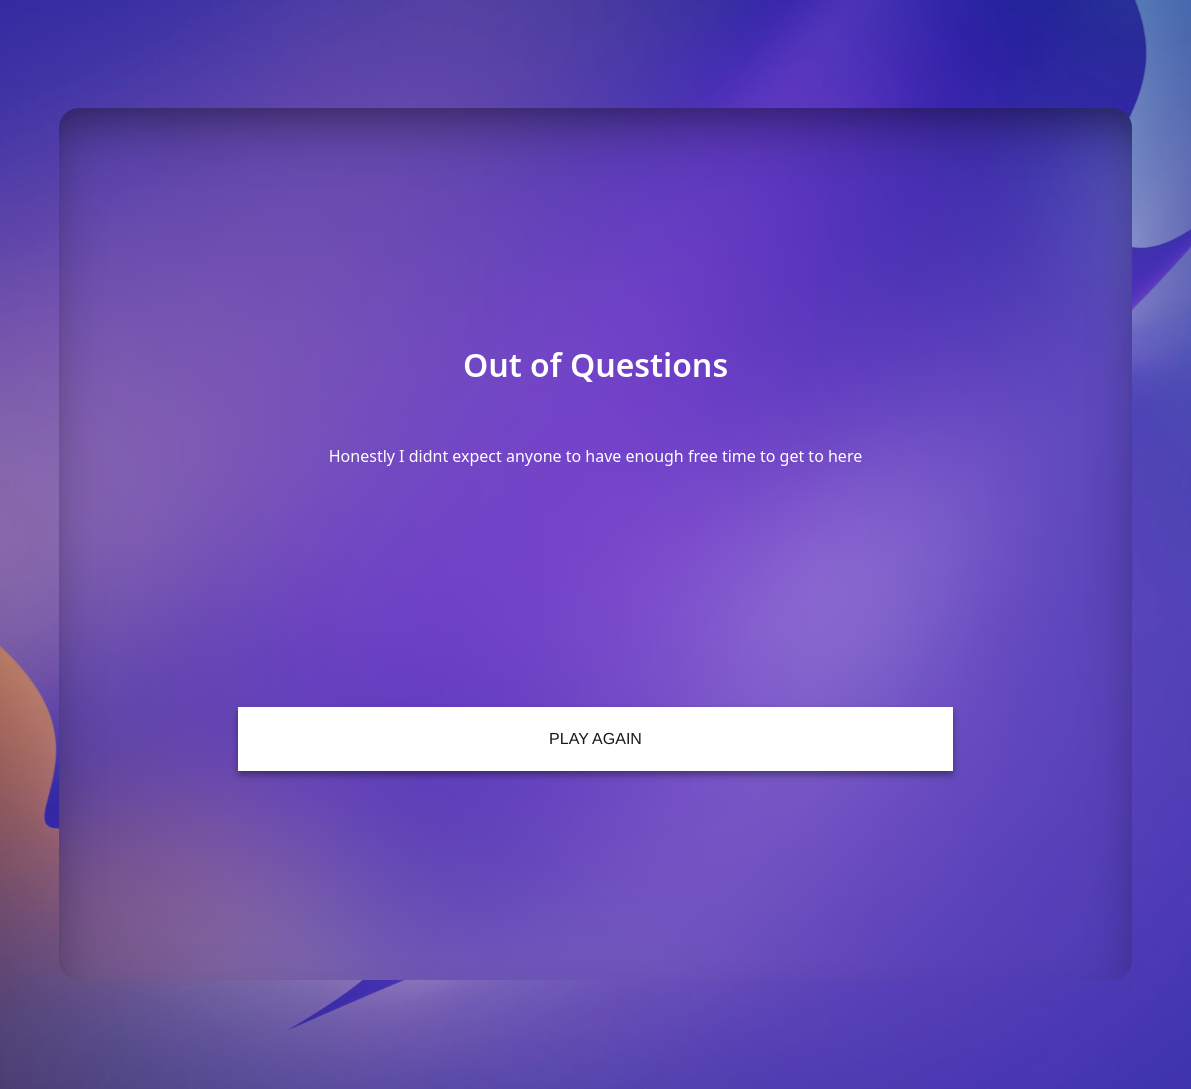 Out of Questions
Honestly I didnt expect anyone to have enough free time to get to here
PLAY AGAIN